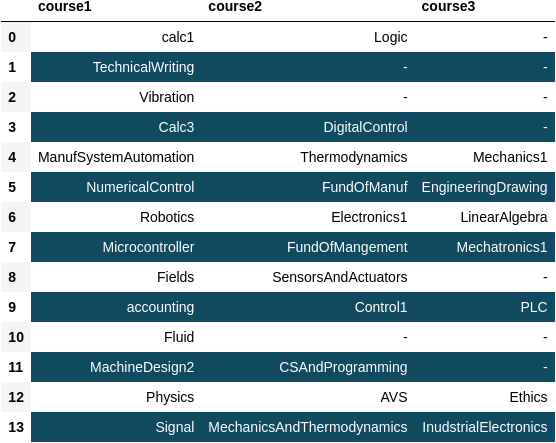 course1 course2 course3
0 calc1 Logic -
1 TechnicalWriting - -
2 Vibration - -
3 Calc3 DigitalControl -
4 ManufSystemAutomation Thermodynamics Mechanics1
5 NumericalControl FundOfManuf EngineeringDrawing
6 Robotics Electronics1 LinearAlgebra
7 Microcontroller FundOfMangement Mechatronics1
8 Fields SensorsAndActuators -
9 accounting Control1 PLC
10 Fluid - -
11 MachineDesign2 CSAndProgramming -
12 Physics AVS Ethics
13 Signal MechanicsAndThermodynamics InudstrialElectronics